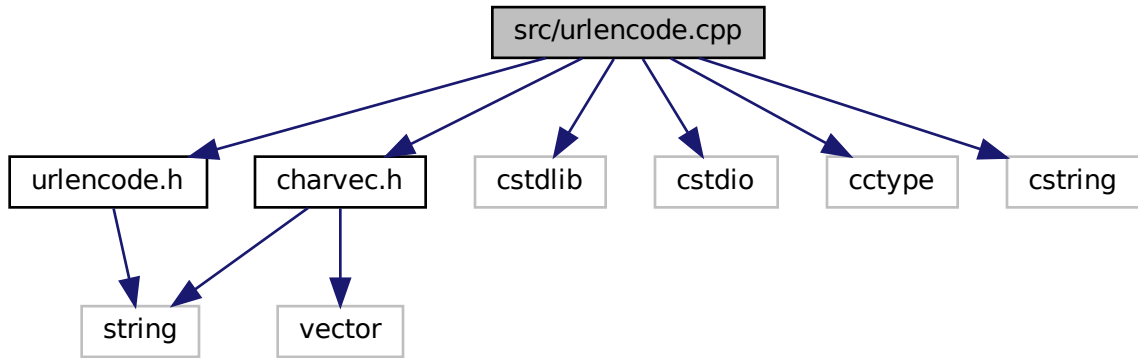 src/urlencode.cpp
urlencode.h
charvec.h
cstdlib
cstdio
cctype
cstring
string
vector